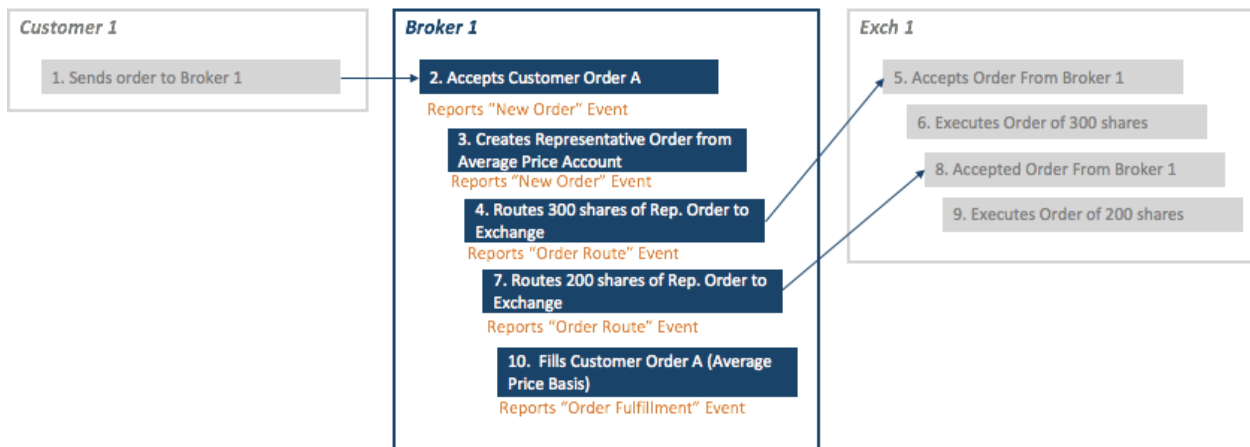 Customer 1
1. Sends order to Broker 1
Broker 1
2. Accepts Customer Order A
Reports "New Order" Event
3. Creates Representative Order from
Average Price Account
Reports "New Order" Event
4. Routes 300 shares of Rep. Order to
Exchange
Reports "Order Route" Event
7. Routes 200 shares of Rep. Order to
Exchange
Reports "Order Route" Event
10. Fills Customer Order A (Average
Price Basis)
Reports "Order Fulfillment" Event
Exch 1
5. Accepts Order From Broker 1
6. Executes Order of 300 shares
8. Accepted Order From Broker 1
9. Executes Order of 200 shares